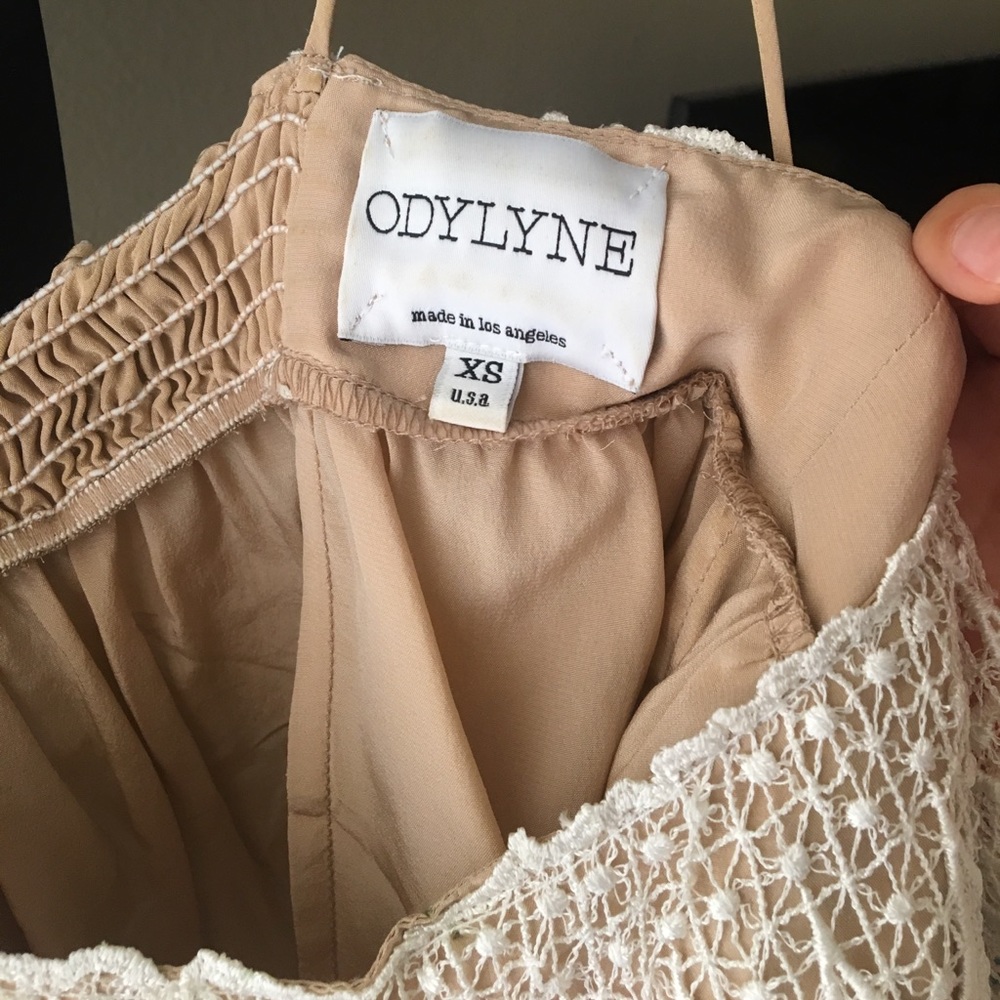 ODYLYNE
made in los angeles
XS
u.s.a